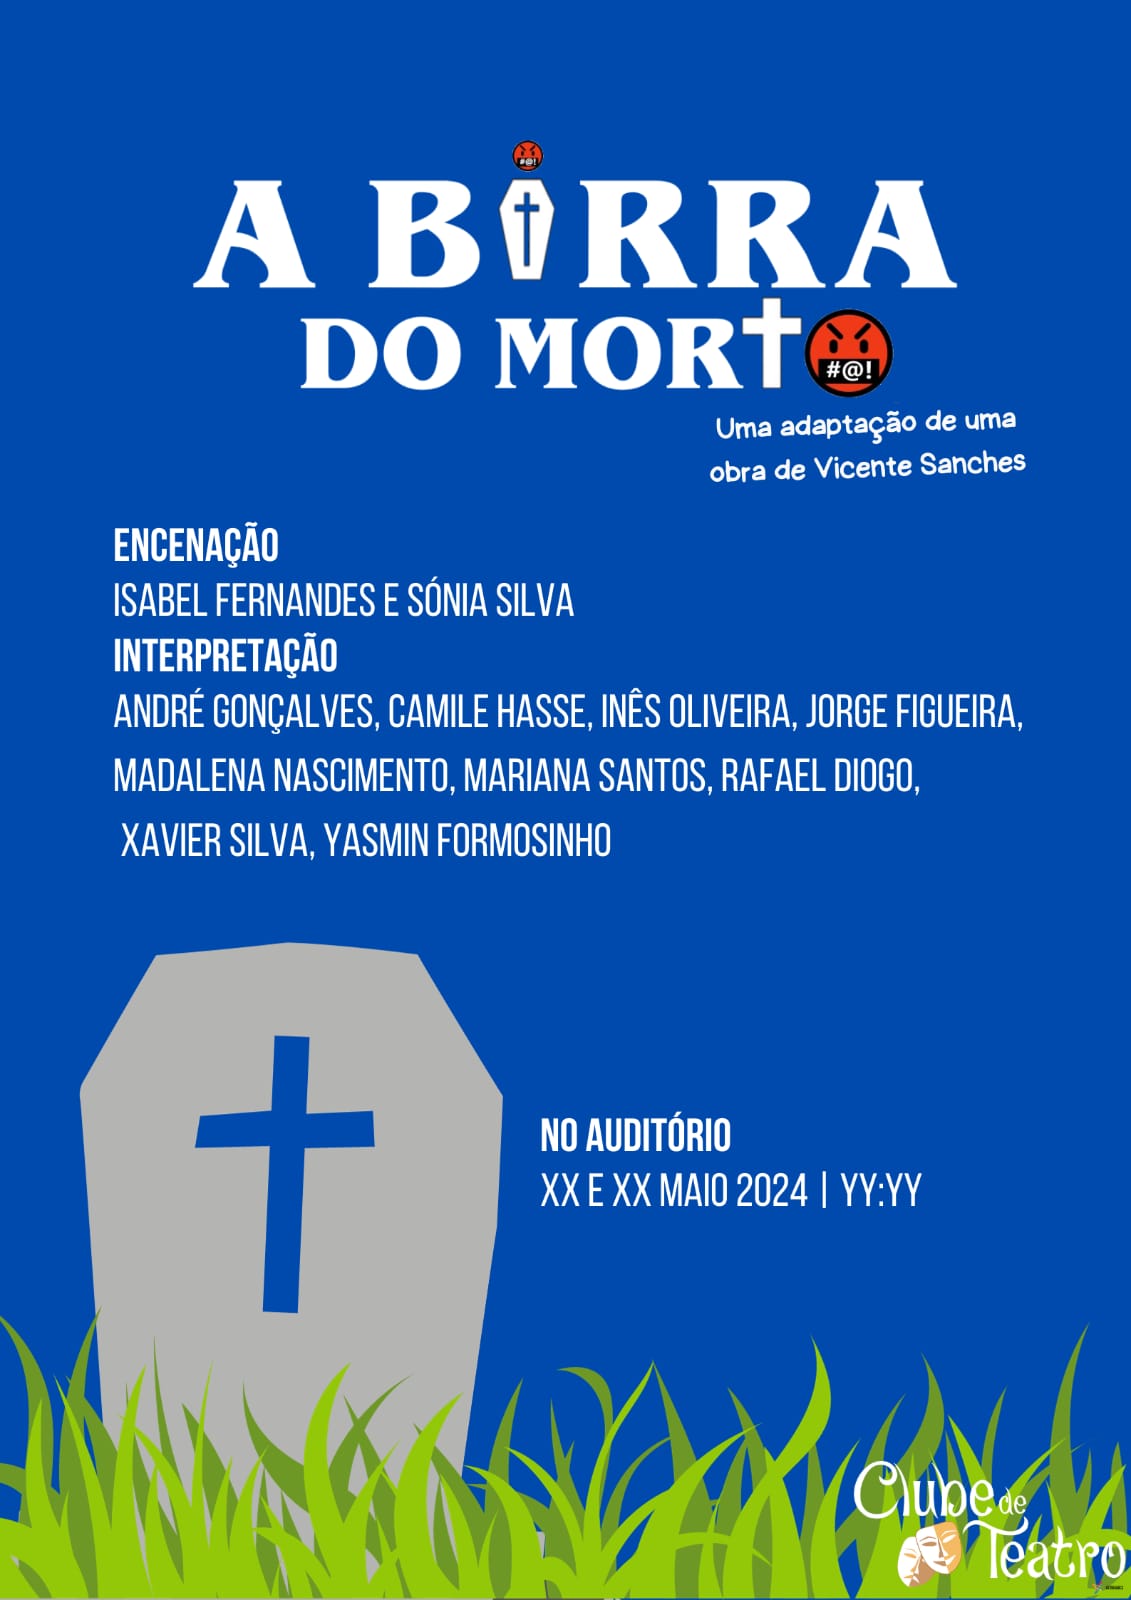 A BIRRA
DO MORTO
#@!
Uma adaptação de uma
obra de Vicente Sanches
ENCENAÇÃO
ISABEL FERNANDES E SÓNIA SILVA
INTERPRETAÇÃO
ANDRÉ GONÇALVES, CAMILE HASSE, INÊS OLIVEIRA, JORGE FIGUEIRA,
MADALENA NASCIMENTO, MARIANA SANTOS, RAFAEL DIOGO,
XAVIER SILVA, YASMIN FORMOSINHO
NO AUDITÓRIO
XX E XX MAIO 2024 | YY:YY
Clube de
Teatro